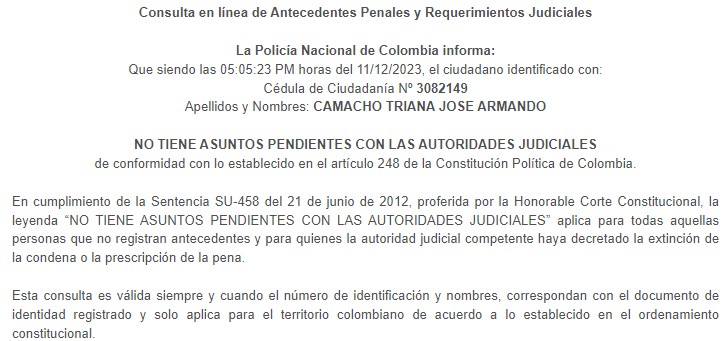 Consulta en línea de Antecedentes Penales y Requerimientos Judiciales
La Policía Nacional de Colombia informa:
Que siendo las 05:05:23 PM horas del 11/12/2023, el ciudadano identificado con:
Cédula de Ciudadanía Nº 3082149
Apellidos y Nombres: CAMACHO TRIANA JOSE ARMANDO
NO TIENE ASUNTOS PENDIENTES CON LAS AUTORIDADES JUDICIALES
de conformidad con lo establecido en el artículo 248 de la Constitución Política de Colombia.
En cumplimiento de la Sentencia SU-458 del 21 de junio de 2012, proferida por la Honorable Corte Constitucional, la
leyenda “NO TIENE ASUNTOS PENDIENTES CON LAS AUTORIDADES JUDICIALES” aplica para todas aquellas
personas que no registran antecedentes y para quienes la autoridad judicial competente haya decretado la extinción de
la condena o la prescripción de la pena.
Esta consulta es válida siempre y cuando el número de identificación y nombres, correspondan con el documento de
identidad registrado y solo aplica para el territorio colombiano de acuerdo a lo establecido en el ordenamiento
constitucional.